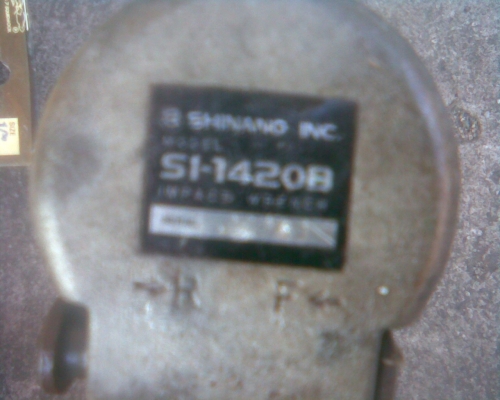 SHINANO INC.
MODEL
SI-1420B
IMPACT WRENCH
R F